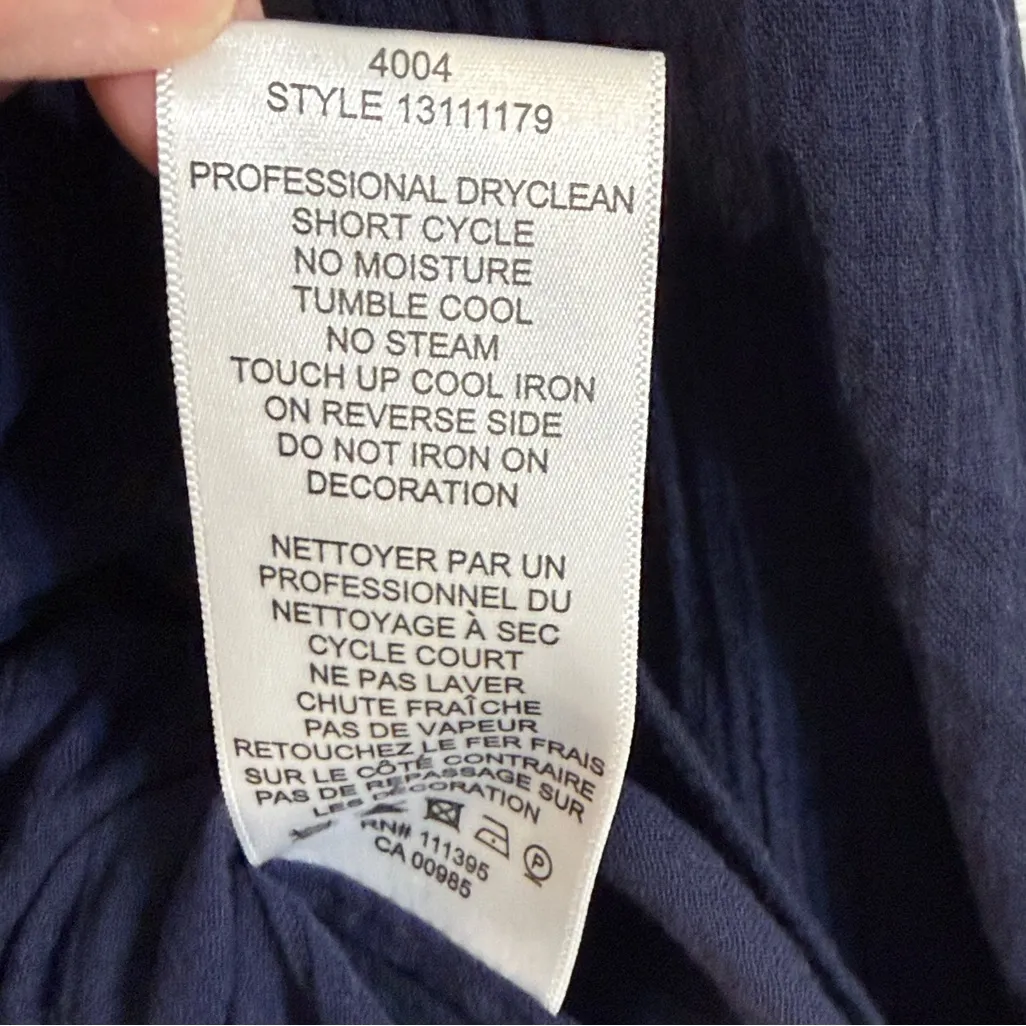 4004
STYLE 13111179
PROFESSIONAL DRYCLEAN
SHORT CYCLE
NO MOISTURE
TUMBLE COOL
NO STEAM
TOUCH UP COOL IRON
ON REVERSE SIDE
DO NOT IRON ON
DECORATION
NETTOYER PAR UN
PROFESSIONNEL DU
NETTOYAGE À SEC
CYCLE COURT
NE PAS LAVER
CHUTE FRAÎCHE
PAS DE VAPEUR
RETOUCHEZ LE FER FRAIS
SUR LE CÔTÉ CONTRAIRE
PAS DE REPASSAGE SUR
LES DÉCORATION
P
RN# 111395
CA 00985